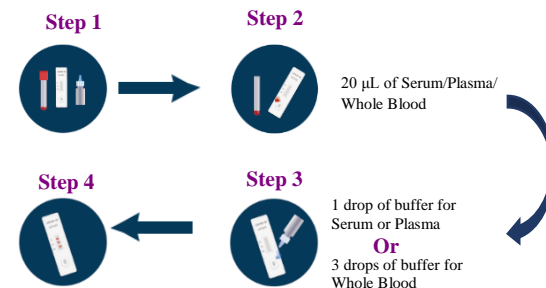 Step 1
Step 2
20 μL of Serum/Plasma/
Whole Blood
Step 4
Step 3
1 drop of buffer for
Serum or Plasma
Or
3 drops of buffer for
Whole Blood